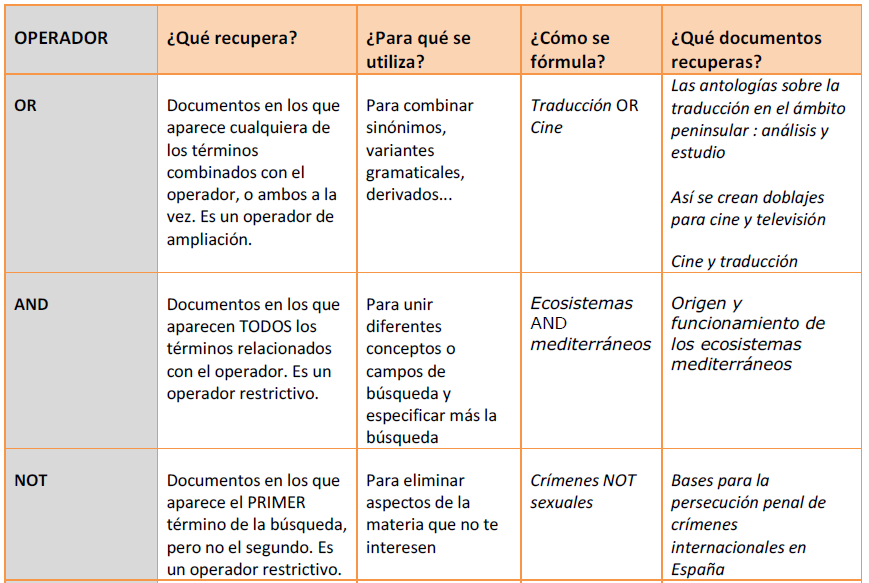 OPERADOR
¿Qué recupera?
¿Para qué se
utiliza?
¿Cómo se
fórmula?
¿Qué documentos
recuperas?
OR
Documentos en los que
aparece cualquiera de
los términos
combinados con el
operador, o ambos a la
vez. Es un operador de
ampliación.
Para combinar
sinónimos,
variantes
gramaticales,
derivados...
Traducción OR
Cine
Las antologías sobre la
traducción en el ámbito
peninsular : análisis y
estudio
Así se crean doblajes
para cine y televisión
Cine y traducción
AND
Documentos en los que
aparecen TODOS los
términos relacionados
con el operador. Es un
operador restrictivo.
Para unir
diferentes
conceptos o
campos de
búsqueda y
especificar más la
búsqueda
Ecosistemas
AND
mediterráneos
Origen y
funcionamiento de
los ecosistemas
mediterráneos
NOT
Documentos en los que
aparece el PRIMER
término de la búsqueda,
pero no el segundo. Es
un operador restrictivo.
Para eliminar
aspectos de la
materia que no te
interesen
Crímenes NOT
sexuales
Bases para la
persecución penal de
crímenes
internacionales en
España